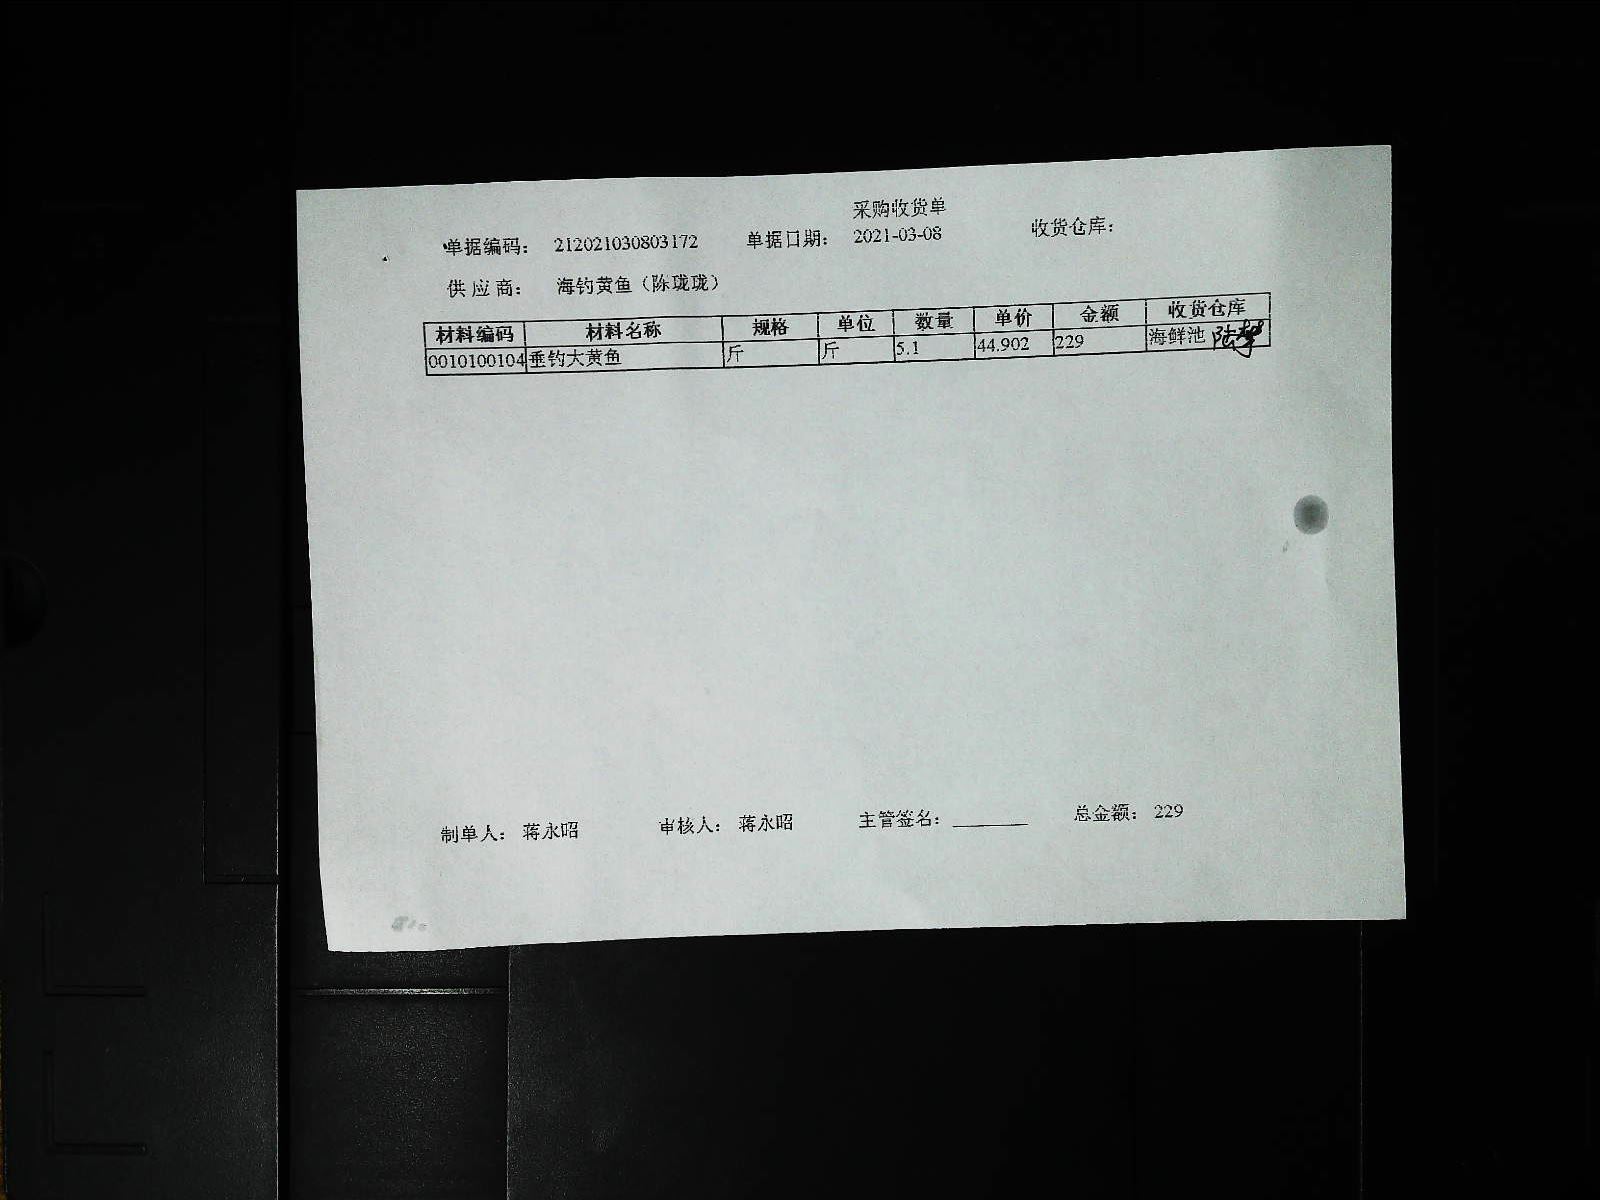 采购收货单
单据编码： 212021030803172 单据日期： 2021-03-08 收货仓库：
供 应 商： 海钓黄鱼（陈珑珑）
材料编码 材料名称 规格 单位 数量 单价 金额 收货仓库
0010100104 垂钓大黄鱼 斤 斤 5.1 44.902 229 海鲜池
制单人： 蒋永昭 审核人： 蒋永昭 主管签名： ________ 总金额： 229